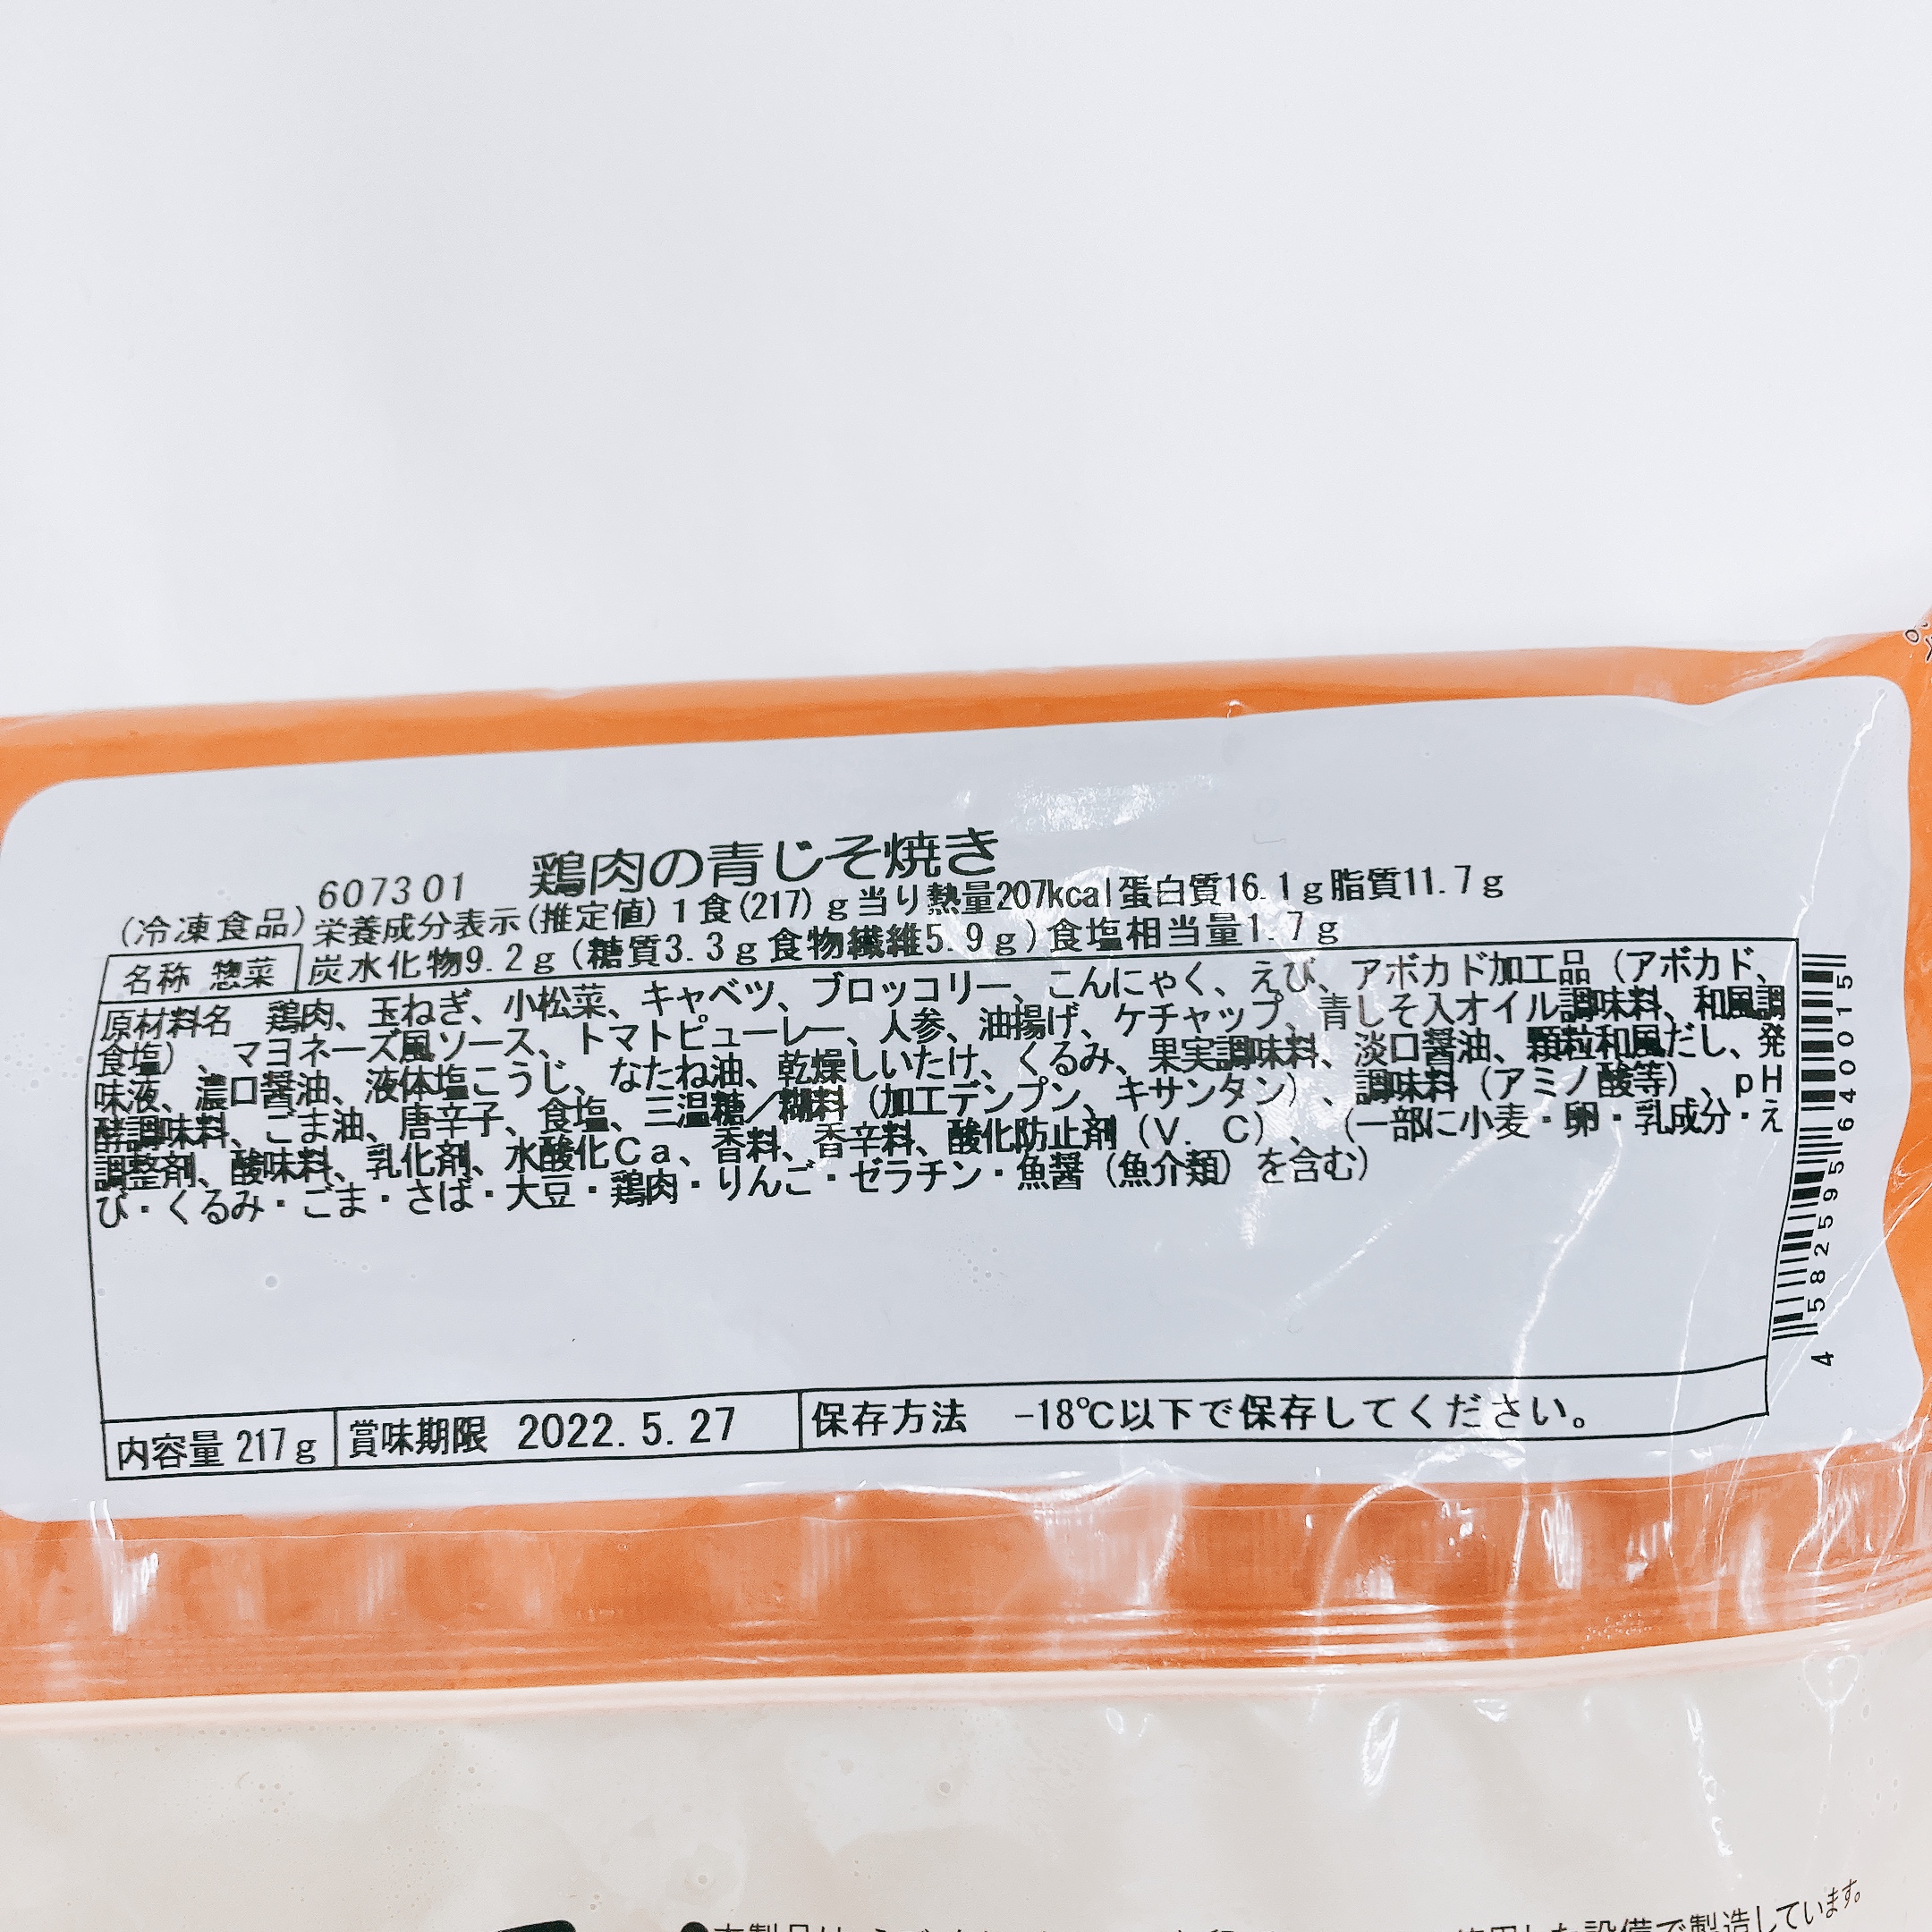 607301 鶏肉の青じそ焼き
(冷凍食品) 栄養成分表示(推定値)1食(217)g当り熱量207kcal蛋白質16.1g脂質11.7g
名称 惣菜 炭水化物9.2g(糖質3.3g食物繊維5.9g)食塩相当量1.7g
原材料名 鶏肉、玉ねぎ、小松菜、キャベツ、ブロッコリー、こんにゃく、えび、アボカド加工品(アボカド、
食塩)、マヨネーズ風ソース、トマトピューレー、人参、油揚げ、ケチャップ、青しそ入オイル調味料、和風調
味液、濃口醤油、液体塩こうじ、なたね油、乾燥しいたけ、くるみ、果実調味料、淡口醤油、顆粒和風だし、発
酵調味料、ごま油、唐辛子、食塩、三温糖/糊料(加工デンプン、キサンタン)、調味料(アミノ酸等)、pH
調整剤、酸味料、乳化剤、水酸化Ca、香料、香辛料、酸化防止剤(V.C)、(一部に小麦・卵・乳成分・え
び・くるみ・ごま・さば・大豆・鶏肉・りんご・ゼラチン・魚醤(魚介類)を含む)
内容量 217g 賞味期限 2022.5.27 保存方法 -18℃以下で保存してください。
4 582595 640015
設備で製造しています。